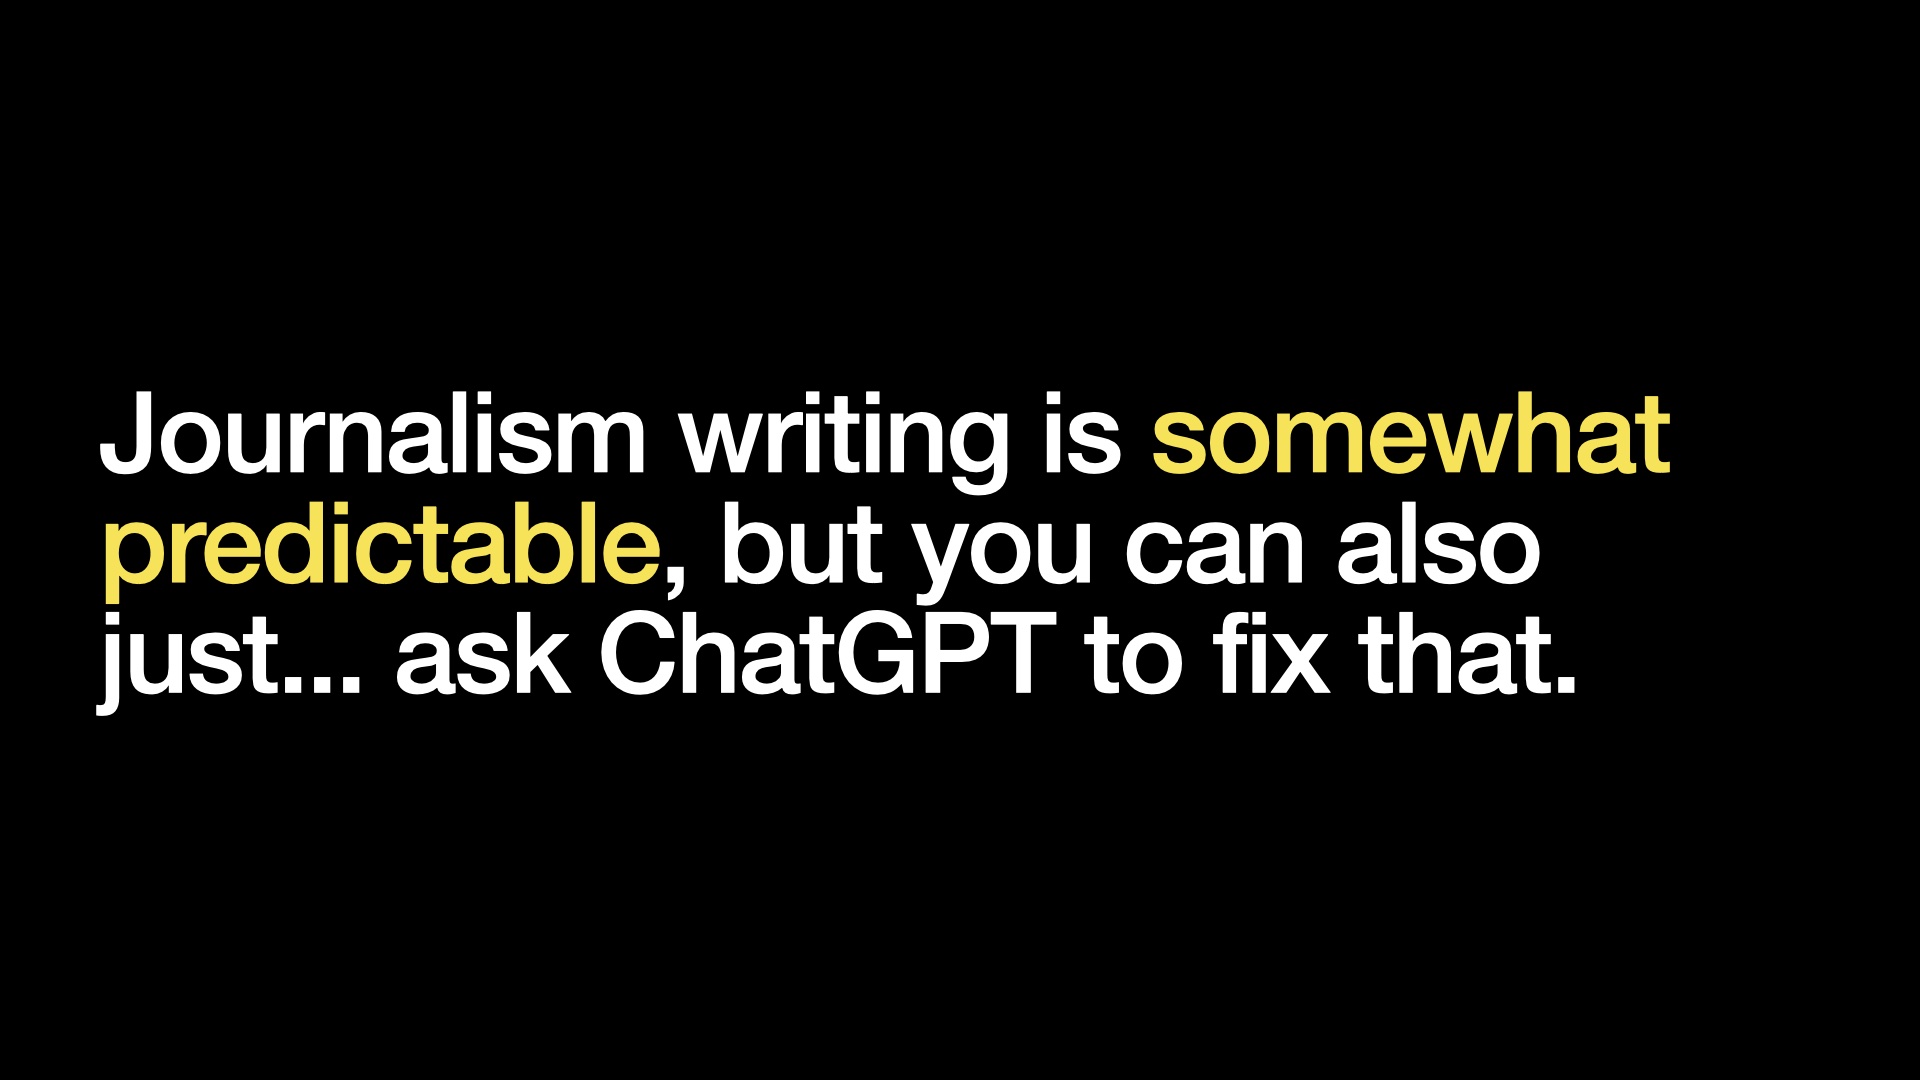 Journalism writing is somewhat
predictable, but you can also
just... ask ChatGPT to fix that.